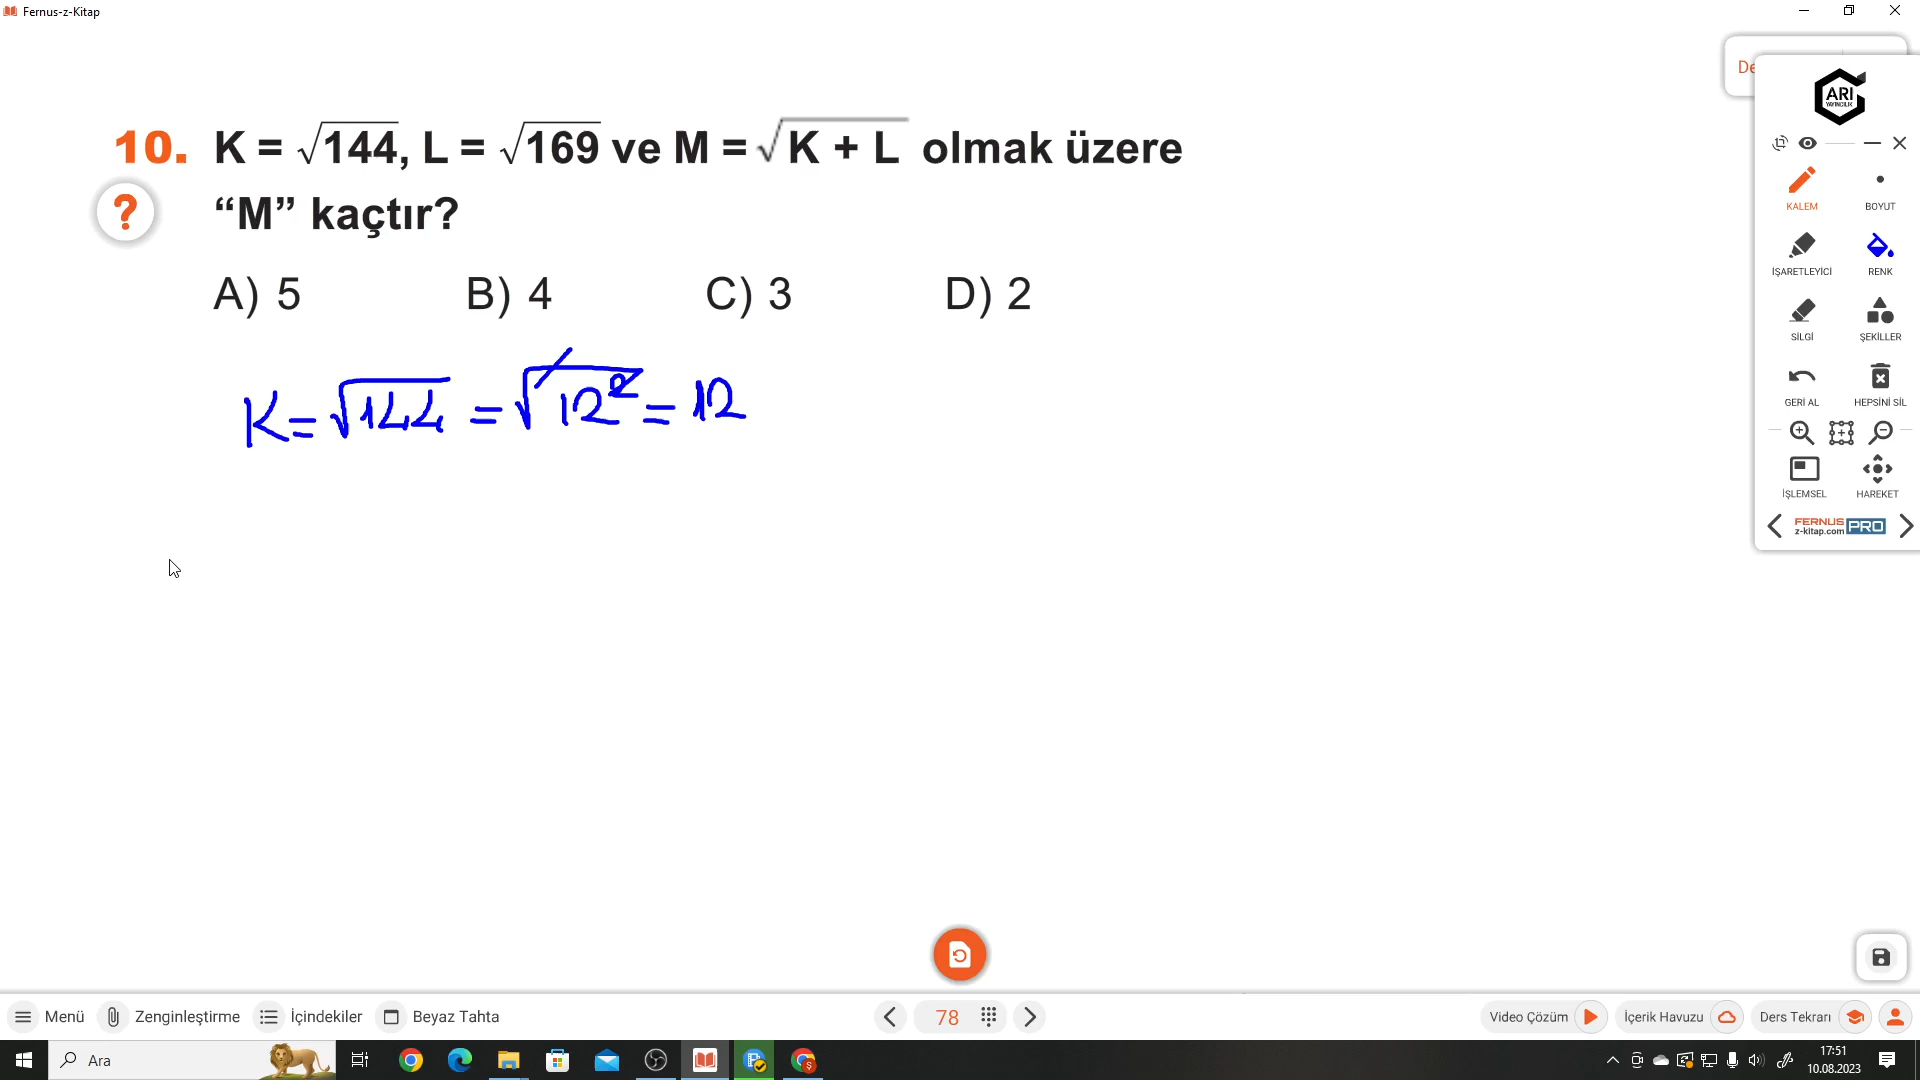 Fernus-z-Kitap
De
ARI
YAYINCILIK
10. K = √144, L = √169 ve M = √K + L olmak üzere
? “M” kaçtır?
A) 5 B) 4 C) 3 D) 2
K = √144 = √12² = 12
KALEM BOYUT
İŞARETLEYİCİ RENK
SİLGİ ŞEKİLLER
GERİ AL HEPSİNİ SİL
İŞLEMSEL HAREKET
FERNUS
z-kitap.com PRO
Menü Zenginleştirme İçindekiler Beyaz Tahta 78 Video Çözüm İçerik Havuzu Ders Tekrarı
Ara
17:51
10.08.2023